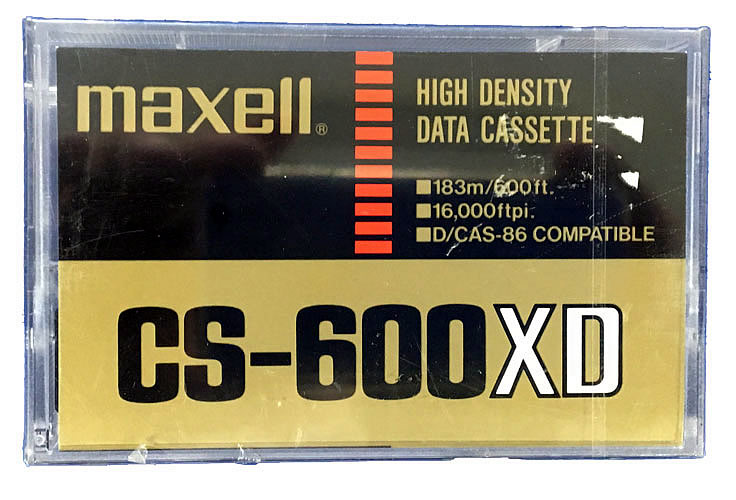 maxell®
HIGH DENSITY
DATA CASSETTE
■183m/600ft.
■16,000ftpi.
■D/CAS-86 COMPATIBLE
CS-600XD